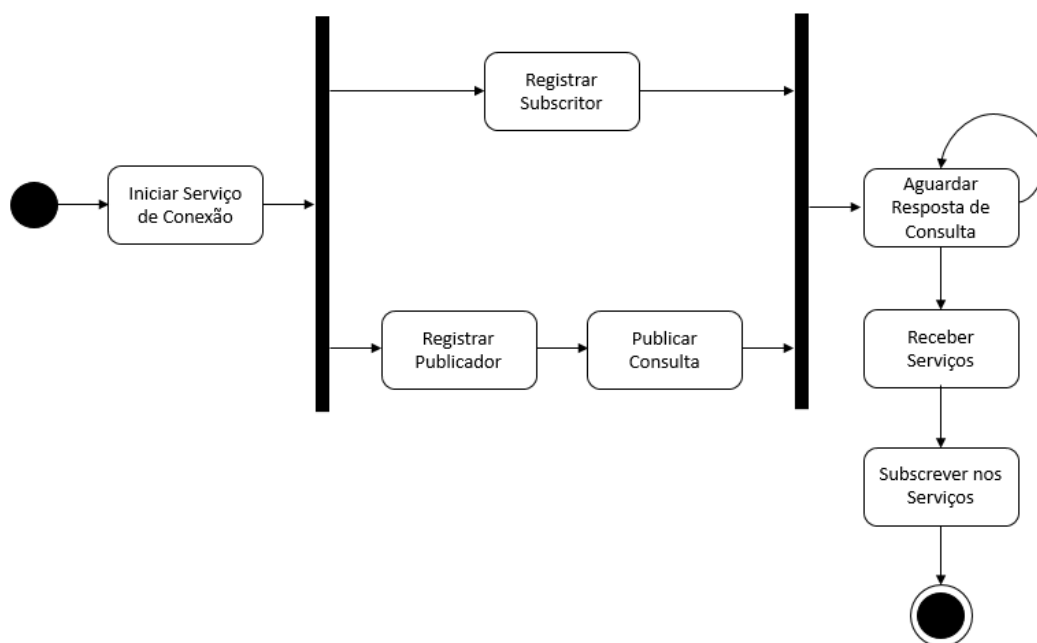 Iniciar Serviço
de Conexão
Registrar
Subscritor
Registrar
Publicador
Publicar
Consulta
Aguardar
Resposta de
Consulta
Receber
Serviços
Subscrever nos
Serviços